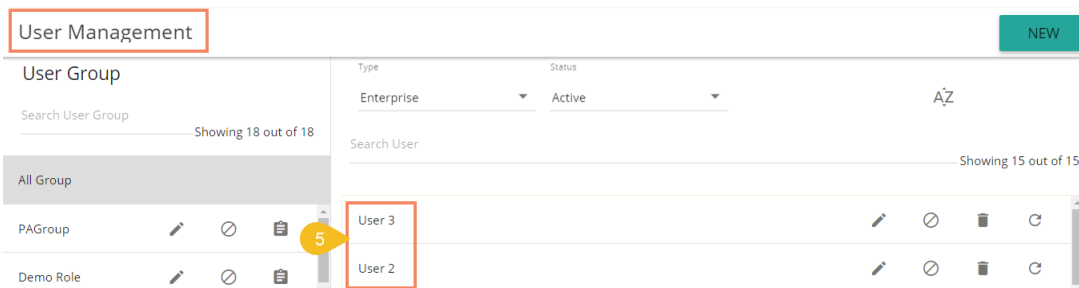 User Management
NEW
User Group
Search User Group
Showing 18 out of 18
All Group
PAGroup
Demo Role
Type
Enterprise
Status
Active
AZ
Search User
Showing 15 out of 15
5
User 3
User 2